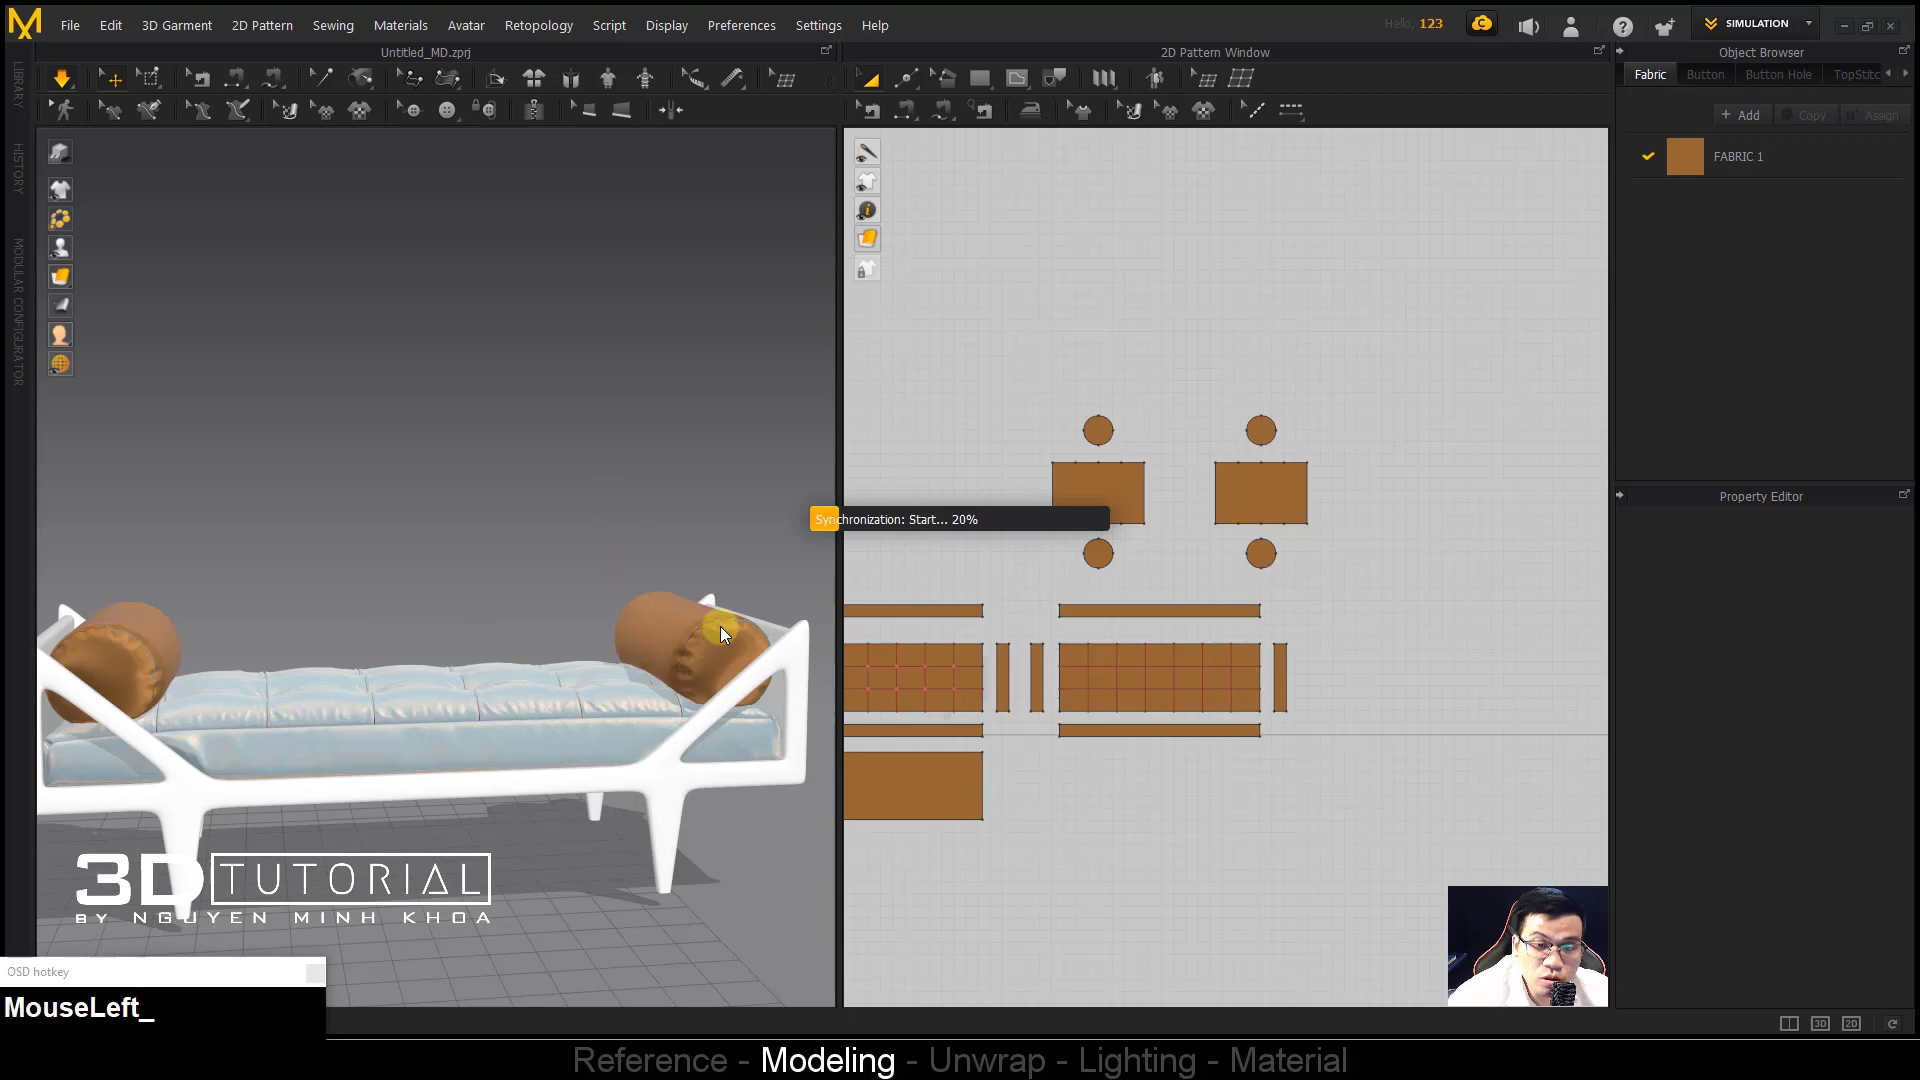 File Edit 3D Garment 2D Pattern Sewing Materials Avatar Retopology Script Display Preferences Settings Help
Hello, 123
SIMULATION
Untitled_MD.zprj
2D Pattern Window
Object Browser
Fabric Button Button Hole TopStitc
+ Add Copy Assign
FABRIC 1
LIBRARY
HISTORY
MODULAR CONFIGURATOR
Synchronization: Start... 20%
Property Editor
3D TUTORIAL
BY NGUYEN MINH KHOA
OSD hotkey
MouseLeft_
3D 2D
Reference - Modeling - Unwrap - Lighting - Material